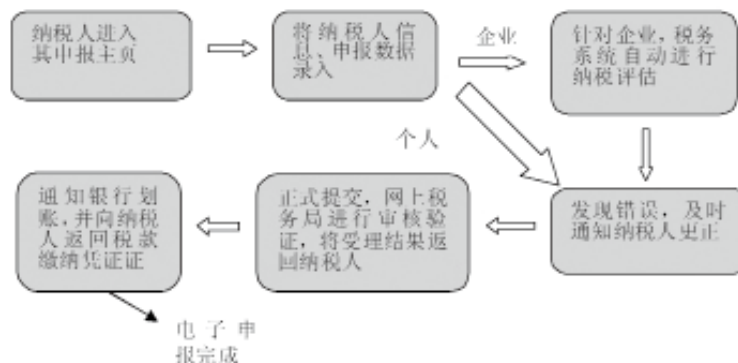 纳税人进入
其申报主页
将纳税人信
息、申报数据
录入
企业
针对企业，税务
系统自动进行
纳税评估
个人
通知银行划
账，并向纳税
人返回税款
缴纳凭证证
正式提交，网上税
务局进行审核验
证，将受理结果返
回纳税人
发现错误，及时
通知纳税人更正
电子申
报完成